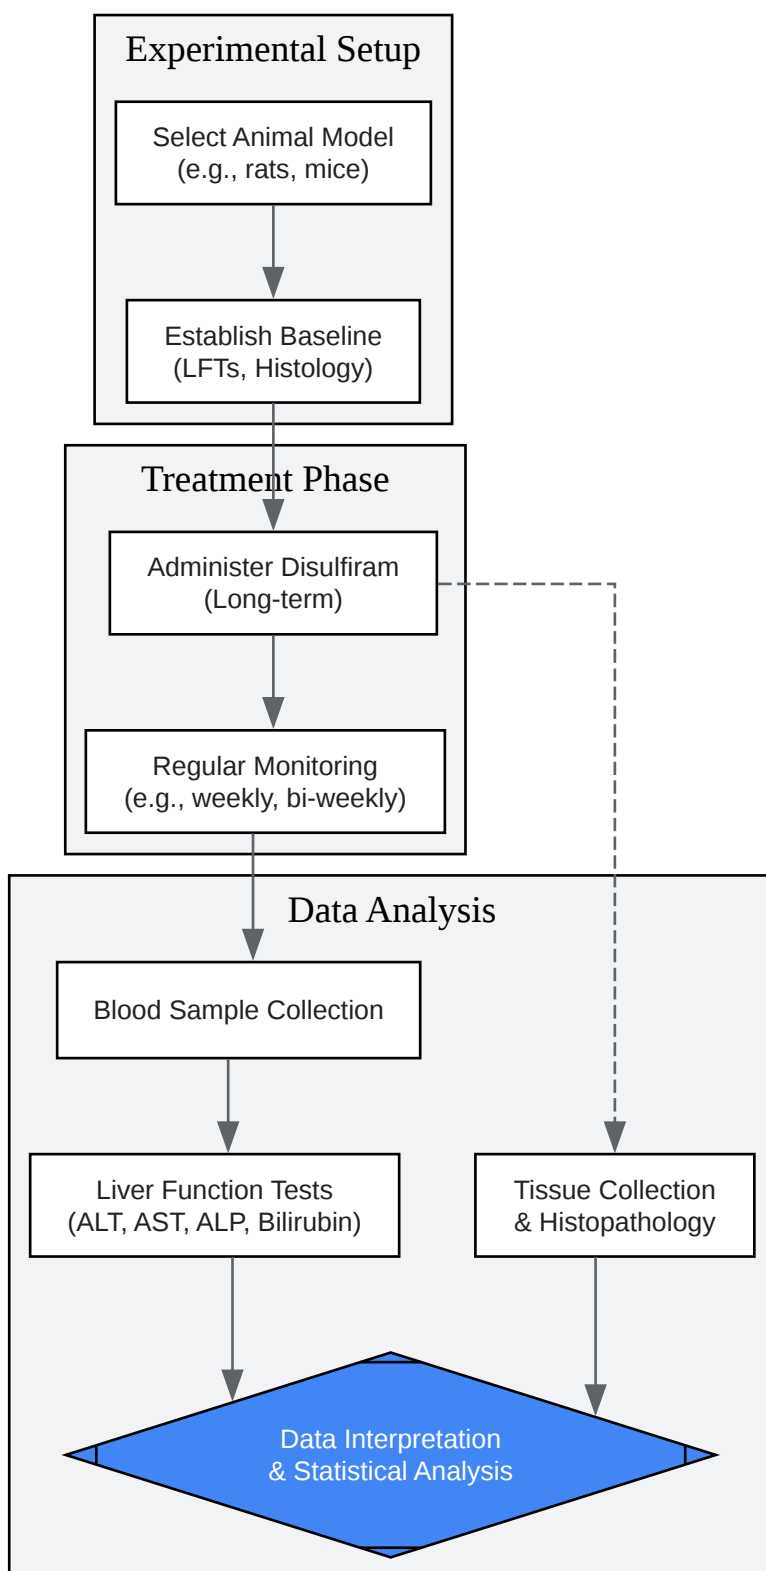 Experimental Setup
Select Animal Model
(e.g., rats, mice)
Establish Baseline
(LFTs, Histology)
Treatment Phase
Administer Disulfiram
(Long-term)
Regular Monitoring
(e.g., weekly, bi-weekly)
Data Analysis
Blood Sample Collection
Liver Function Tests
(ALT, AST, ALP, Bilirubin)
Tissue Collection
& Histopathology
Data Interpretation
& Statistical Analysis